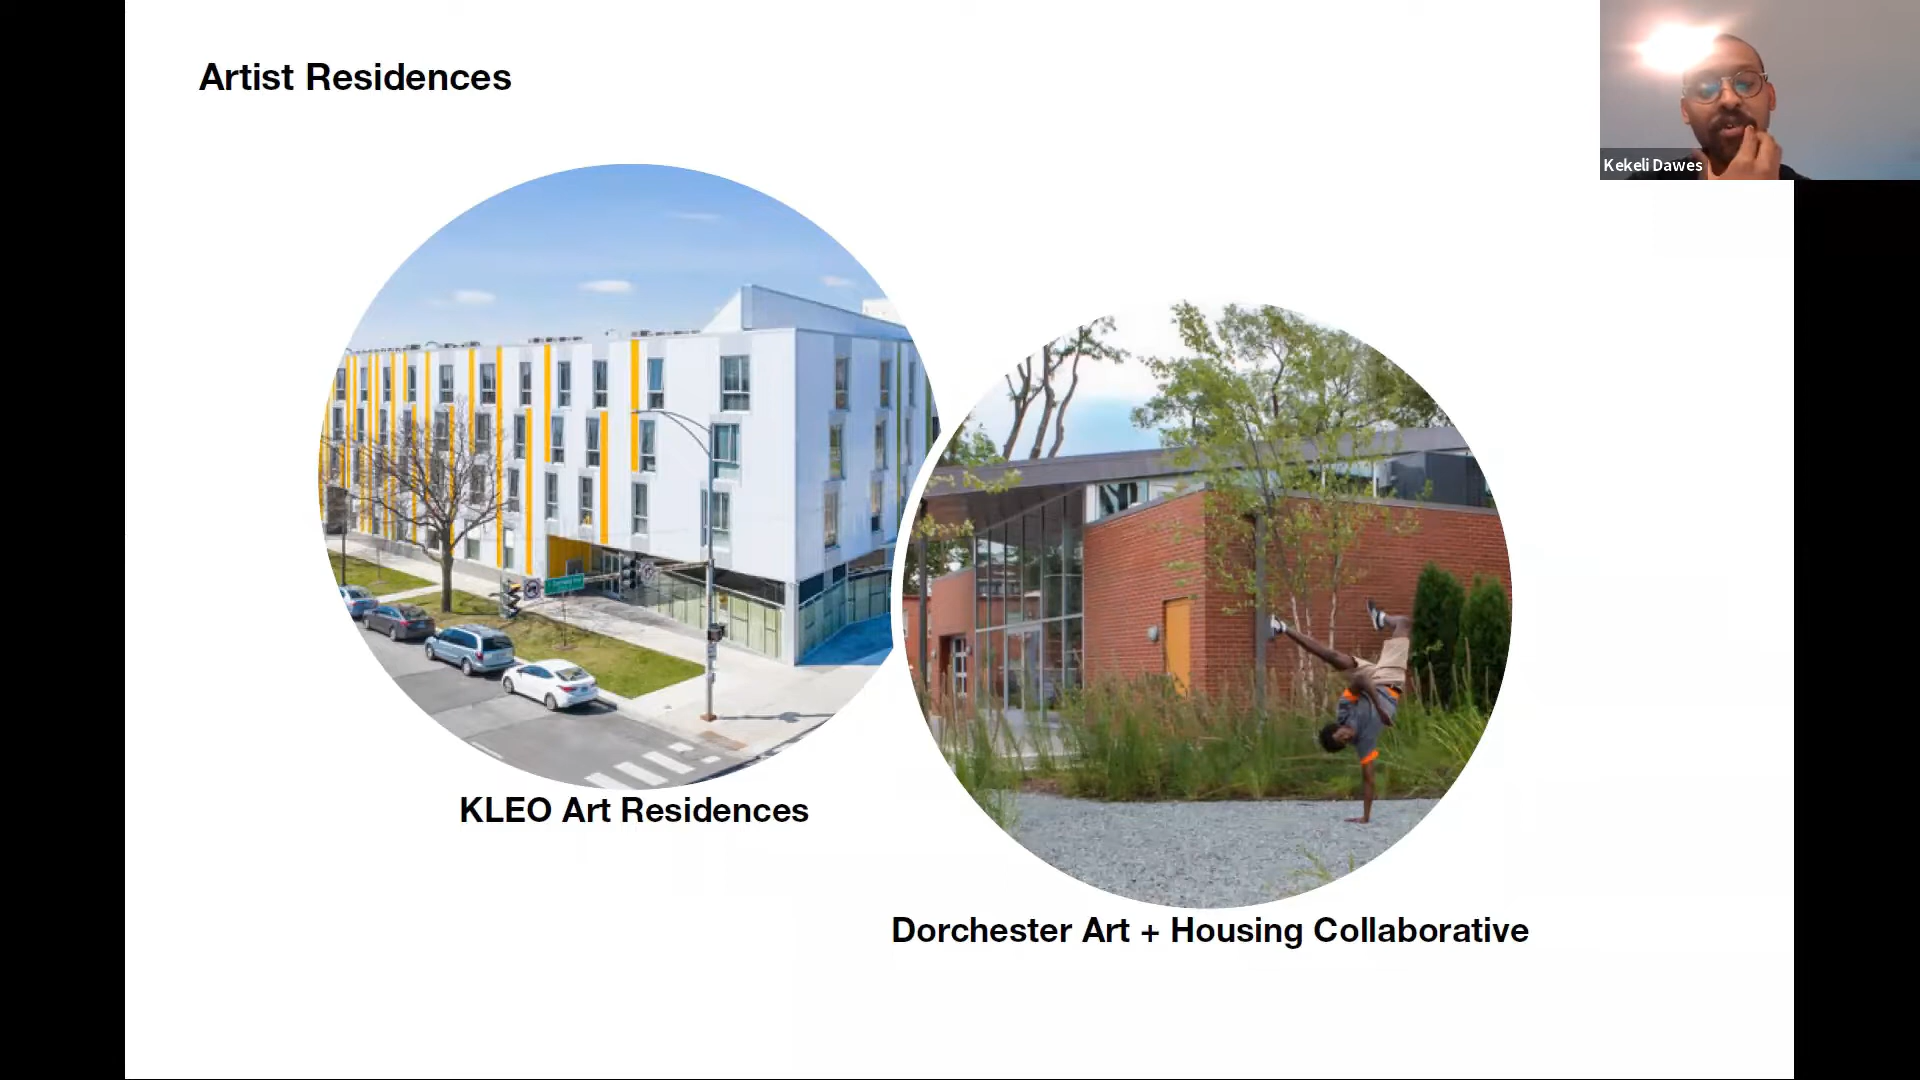 Artist Residences
Kekeli Dawes
KLEO Art Residences
Dorchester Art + Housing Collaborative